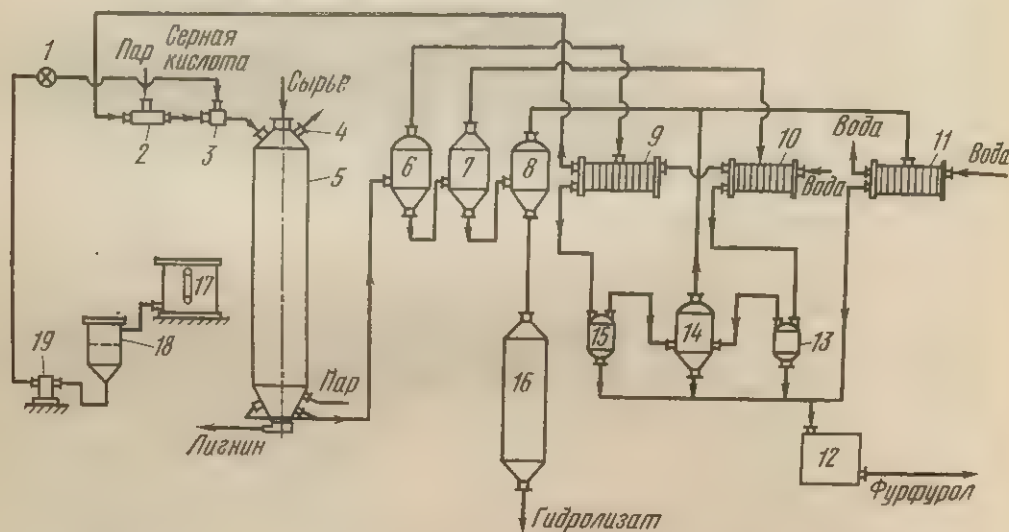 1
Пар
Серная
кислота
Сырье
2
3
4
5
6
7
8
9
10
11
Вода
Вода
Вода
17
18
19
Пар
Лигнин
16
15
14
13
12
Фурфурол
Гидролизат